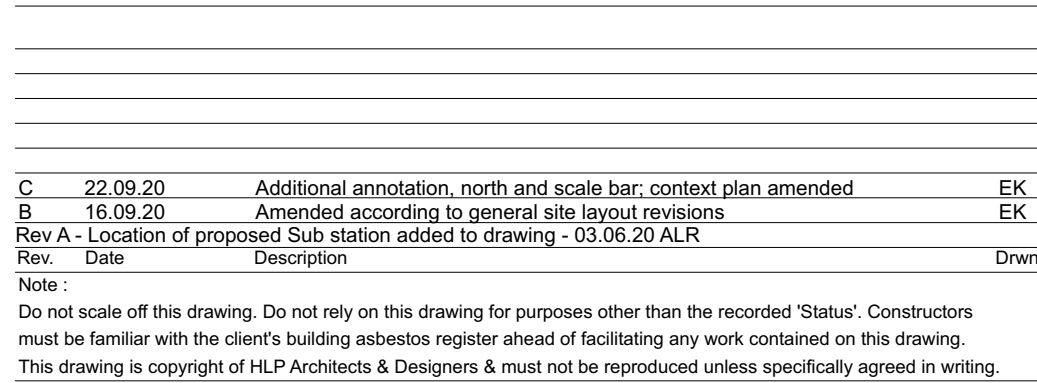 C 22.09.20 Additional annotation, north and scale bar; context plan amended EK
B 16.09.20 Amended according to general site layout revisions EK
Rev A - Location of proposed Sub station added to drawing - 03.06.20 ALR
Rev. Date Description Drwn
Note :
Do not scale off this drawing. Do not rely on this drawing for purposes other than the recorded 'Status'. Constructors
must be familiar with the client's building asbestos register ahead of facilitating any work contained on this drawing.
This drawing is copyright of HLP Architects & Designers & must not be reproduced unless specifically agreed in writing.